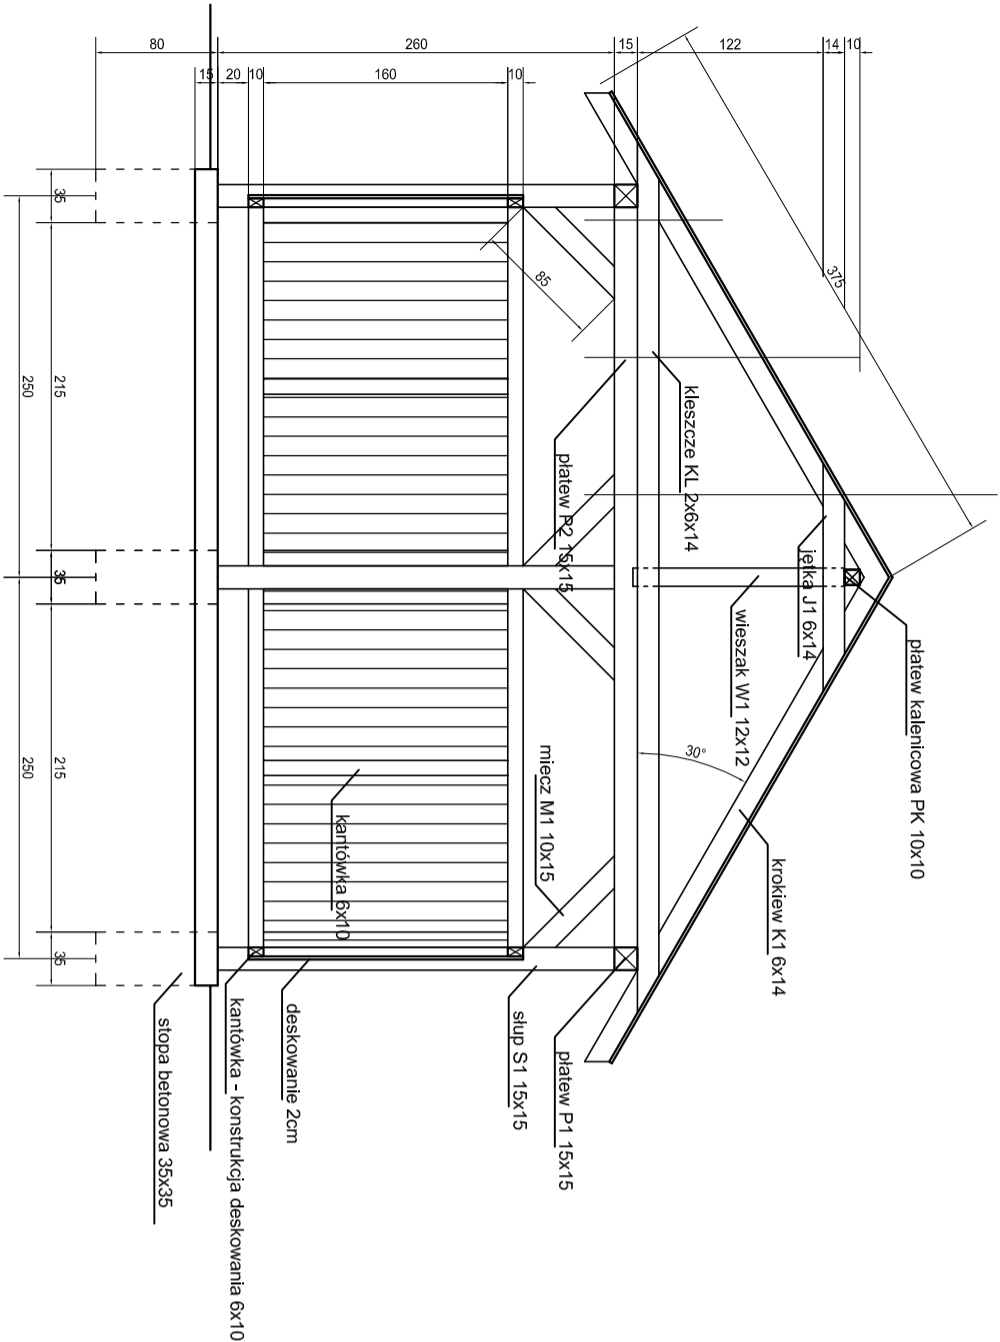 80
260
15
122
14
10
15
20
10
160
10
375
35
215
35
215
35
250
250
85
30°
kleszcze KL 2x6x14
płatew P2 15x15
jętka J1 6x14
wieszak W1 12x12
płatew kalenicowa PK 10x10
krokiew K1 6x14
miecz M1 10x15
kantówka 6x10
płatew P1 15x15
słup S1 15x15
deskowanie 2cm
kantówka - konstrukcja deskowania 6x10
stopa betonowa 35x35